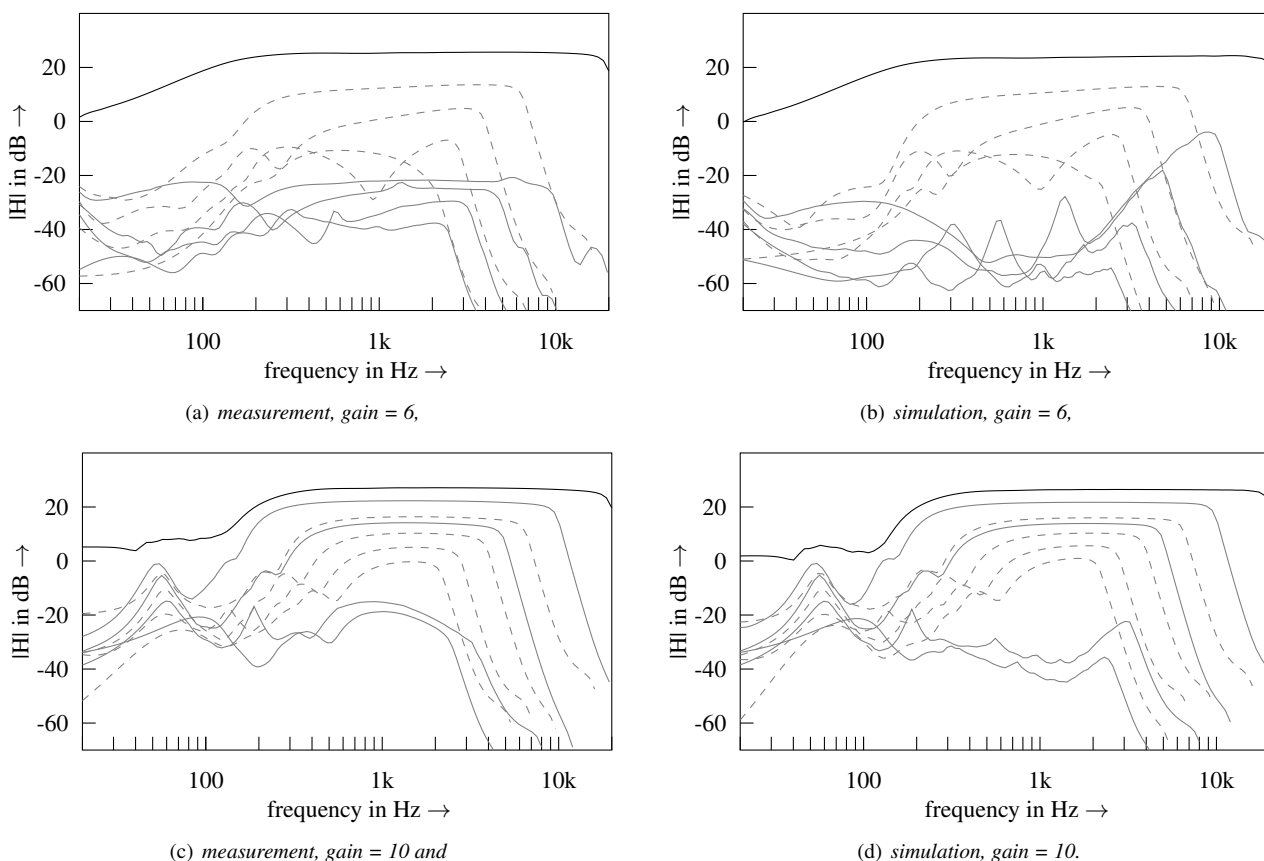 20
0
-20
-40
-60
|H| in dB →
100 1k 10k
frequency in Hz →
(a) measurement, gain = 6,
20
0
-20
-40
-60
|H| in dB →
100 1k 10k
frequency in Hz →
(b) simulation, gain = 6,
20
0
-20
-40
-60
|H| in dB →
100 1k 10k
frequency in Hz →
(c) measurement, gain = 10 and
20
0
-20
-40
-60
|H| in dB →
100 1k 10k
frequency in Hz →
(d) simulation, gain = 10.